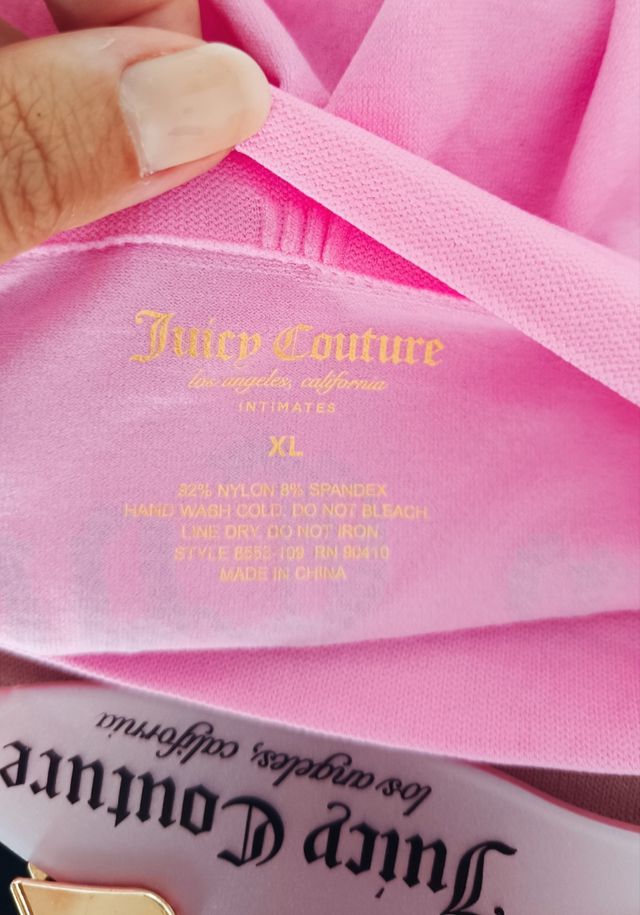 Juicy Couture
los angeles, california
INTIMATES
XL
92% NYLON 8% SPANDEX
HAND WASH COLD. DO NOT BLEACH.
LINE DRY. DO NOT IRON.
STYLE 8553-109 RN 90410
MADE IN CHINA
Juicy Couture
los angeles, california